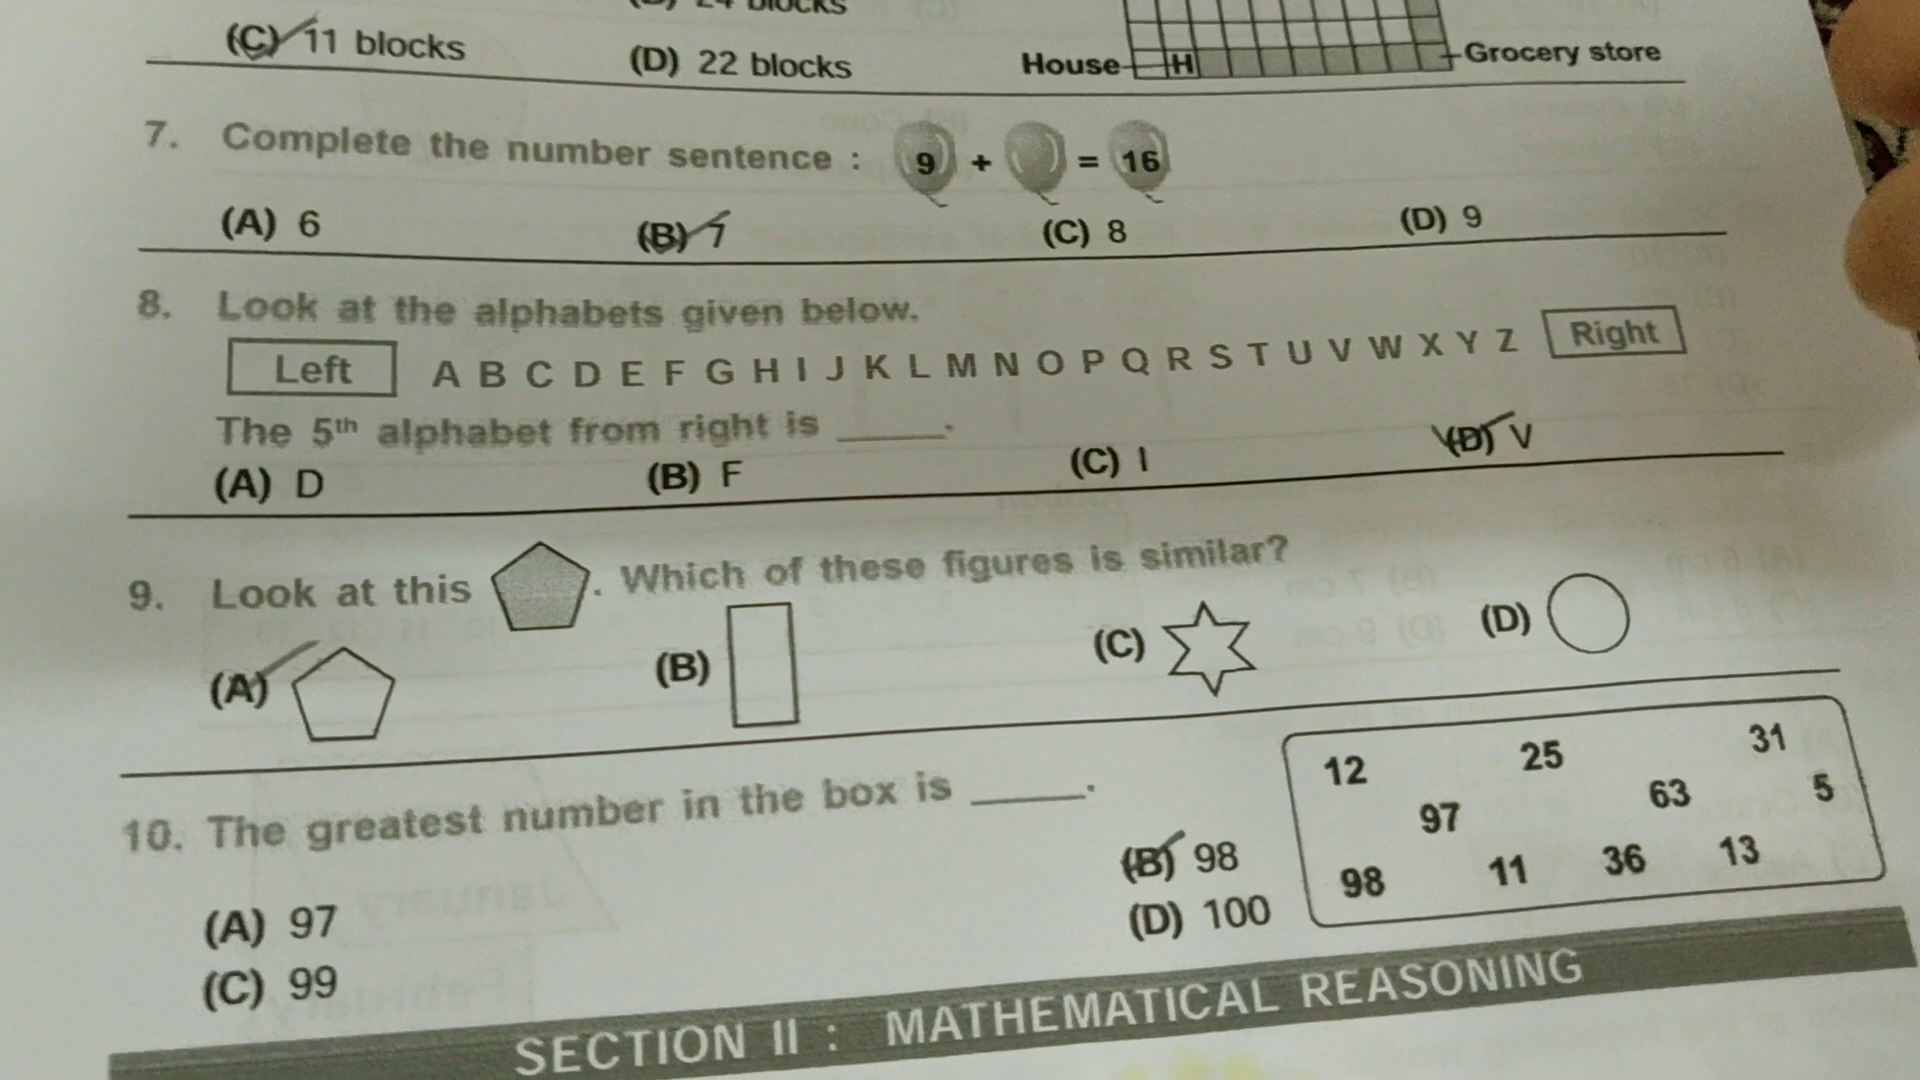 blocks
(C) 11 blocks
(D) 22 blocks
House H Grocery store
7. Complete the number sentence : 9 + = 16
(A) 6 (B) 7 (C) 8 (D) 9
8. Look at the alphabets given below.
Left A B C D E F G H I J K L M N O P Q R S T U V W X Y Z Right
The 5th alphabet from right is _____.
(A) D (B) F (C) I (D) V
9. Look at this . Which of these figures is similar?
(A) (B) (C) (D)
10. The greatest number in the box is _____.
12 25 31
97 63 5
98 11 36 13
(A) 97 (B) 98
(C) 99 (D) 100
SECTION II : MATHEMATICAL REASONING